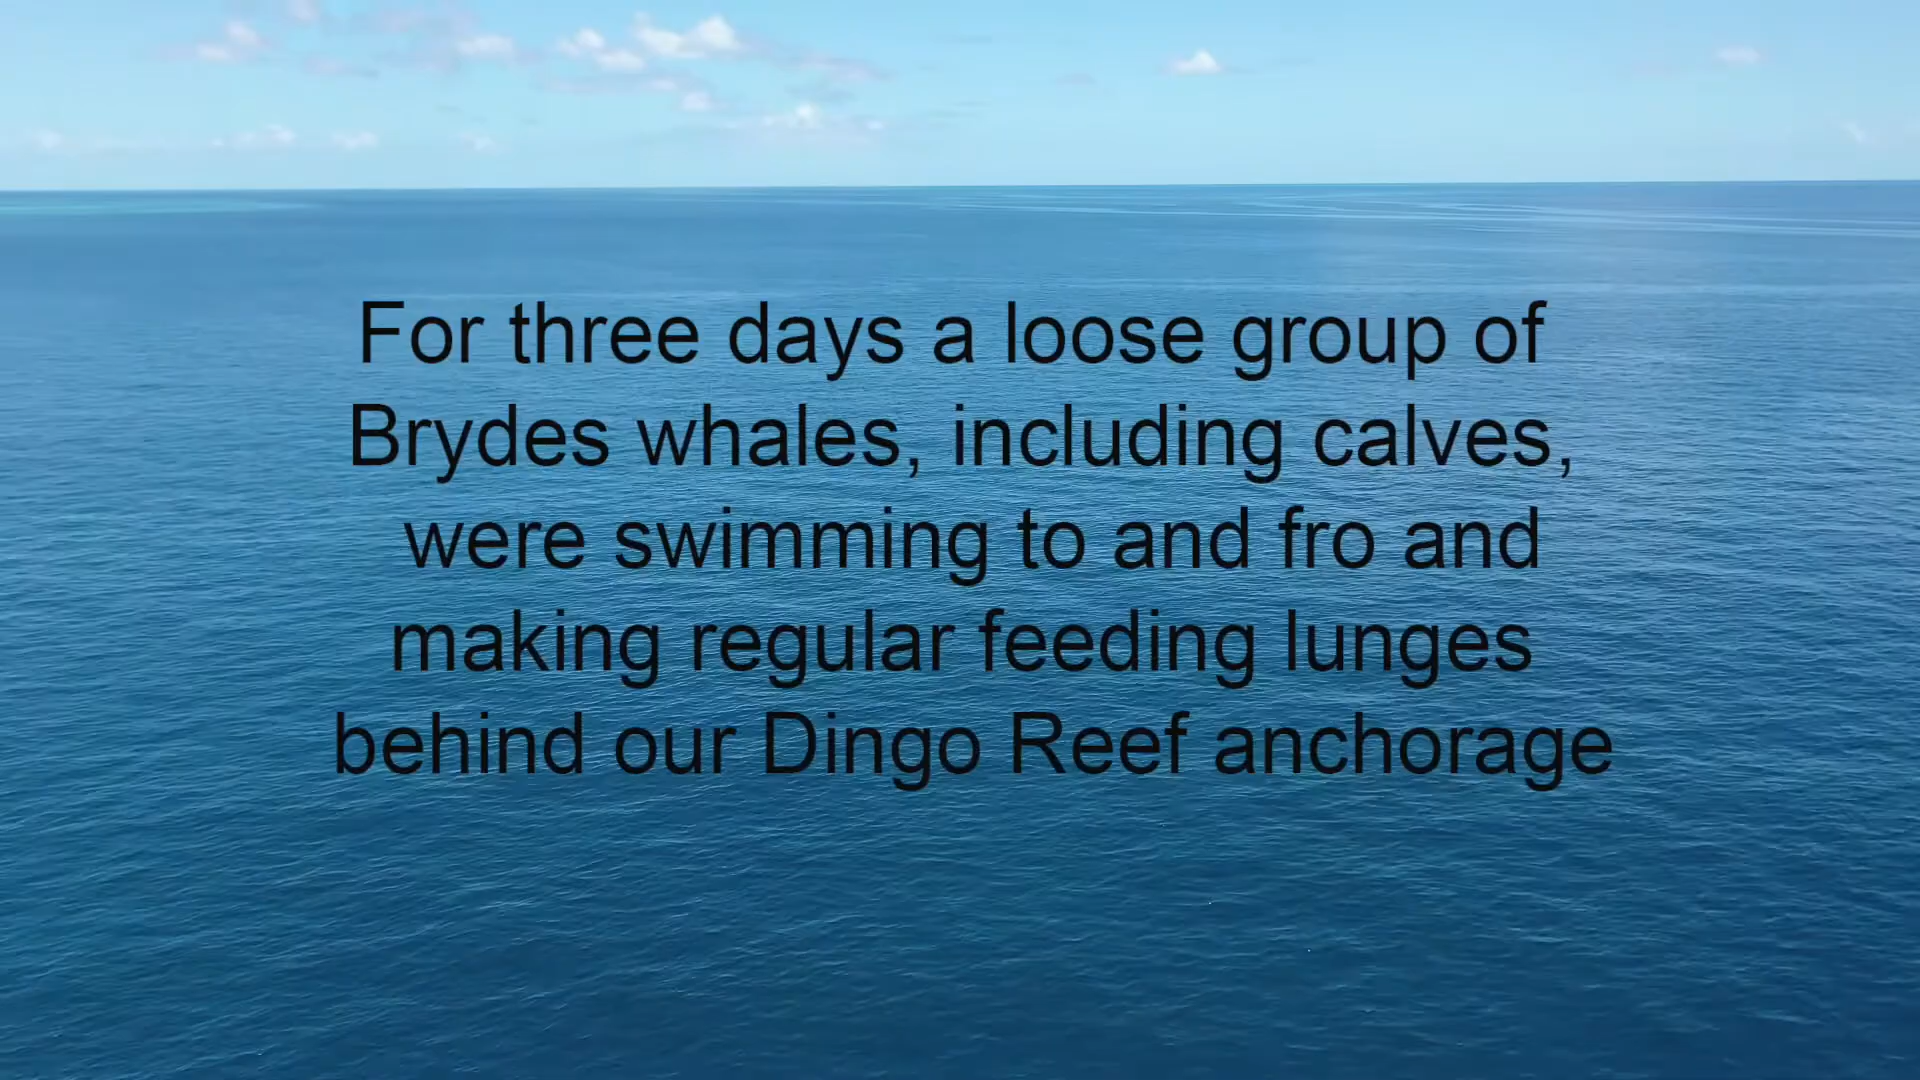 For three days a loose group of
Brydes whales, including calves,
were swimming to and fro and
making regular feeding lunges
behind our Dingo Reef anchorage